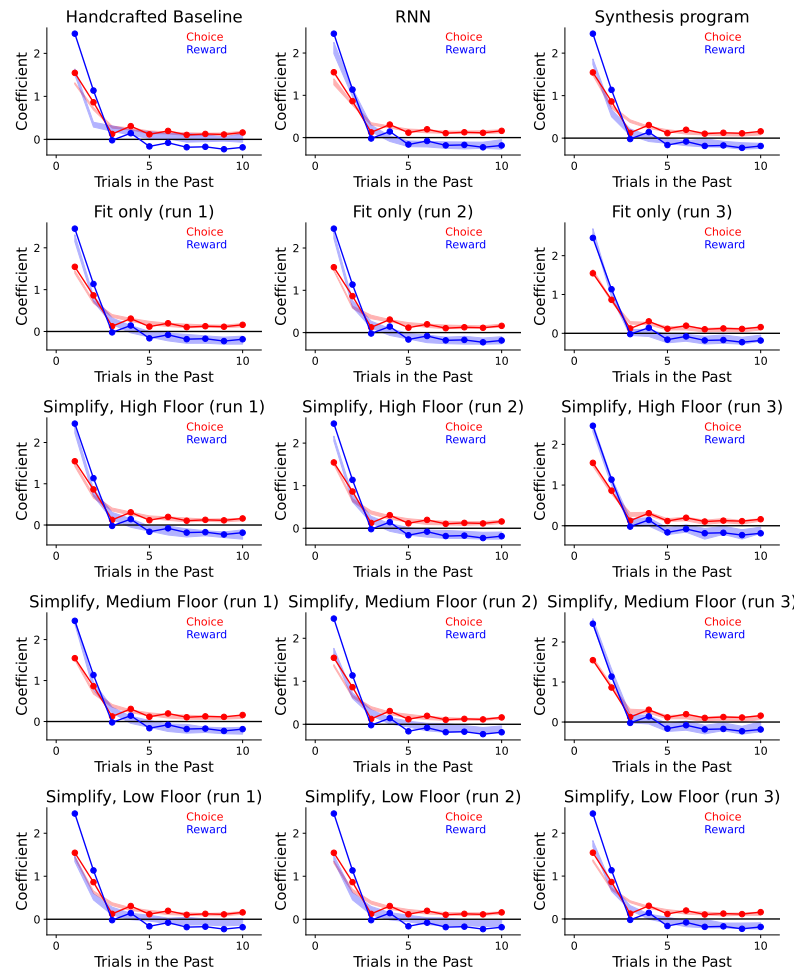 Handcrafted Baseline
RNN
Synthesis program
Coefficient
2
1
0
Choice
Reward
0
5
10
Trials in the Past
Coefficient
2
1
0
Choice
Reward
0
5
10
Trials in the Past
Coefficient
2
1
0
Choice
Reward
0
5
10
Trials in the Past
Fit only (run 1)
Fit only (run 2)
Fit only (run 3)
Coefficient
2
1
0
Choice
Reward
0
5
10
Trials in the Past
Coefficient
2
1
0
Choice
Reward
0
5
10
Trials in the Past
Coefficient
2
1
0
Choice
Reward
0
5
10
Trials in the Past
Simplify, High Floor (run 1)
Simplify, High Floor (run 2)
Simplify, High Floor (run 3)
Coefficient
2
1
0
Choice
Reward
0
5
10
Trials in the Past
Coefficient
2
1
0
Choice
Reward
0
5
10
Trials in the Past
Coefficient
2
1
0
Choice
Reward
0
5
10
Trials in the Past
Simplify, Medium Floor (run 1)
Simplify, Medium Floor (run 2)
Simplify, Medium Floor (run 3)
Coefficient
2
1
0
Choice
Reward
0
5
10
Trials in the Past
Coefficient
2
1
0
Choice
Reward
0
5
10
Trials in the Past
Coefficient
2
1
0
Choice
Reward
0
5
10
Trials in the Past
Simplify, Low Floor (run 1)
Simplify, Low Floor (run 2)
Simplify, Low Floor (run 3)
Coefficient
2
1
0
Choice
Reward
0
5
10
Trials in the Past
Coefficient
2
1
0
Choice
Reward
0
5
10
Trials in the Past
Coefficient
2
1
0
Choice
Reward
0
5
10
Trials in the Past